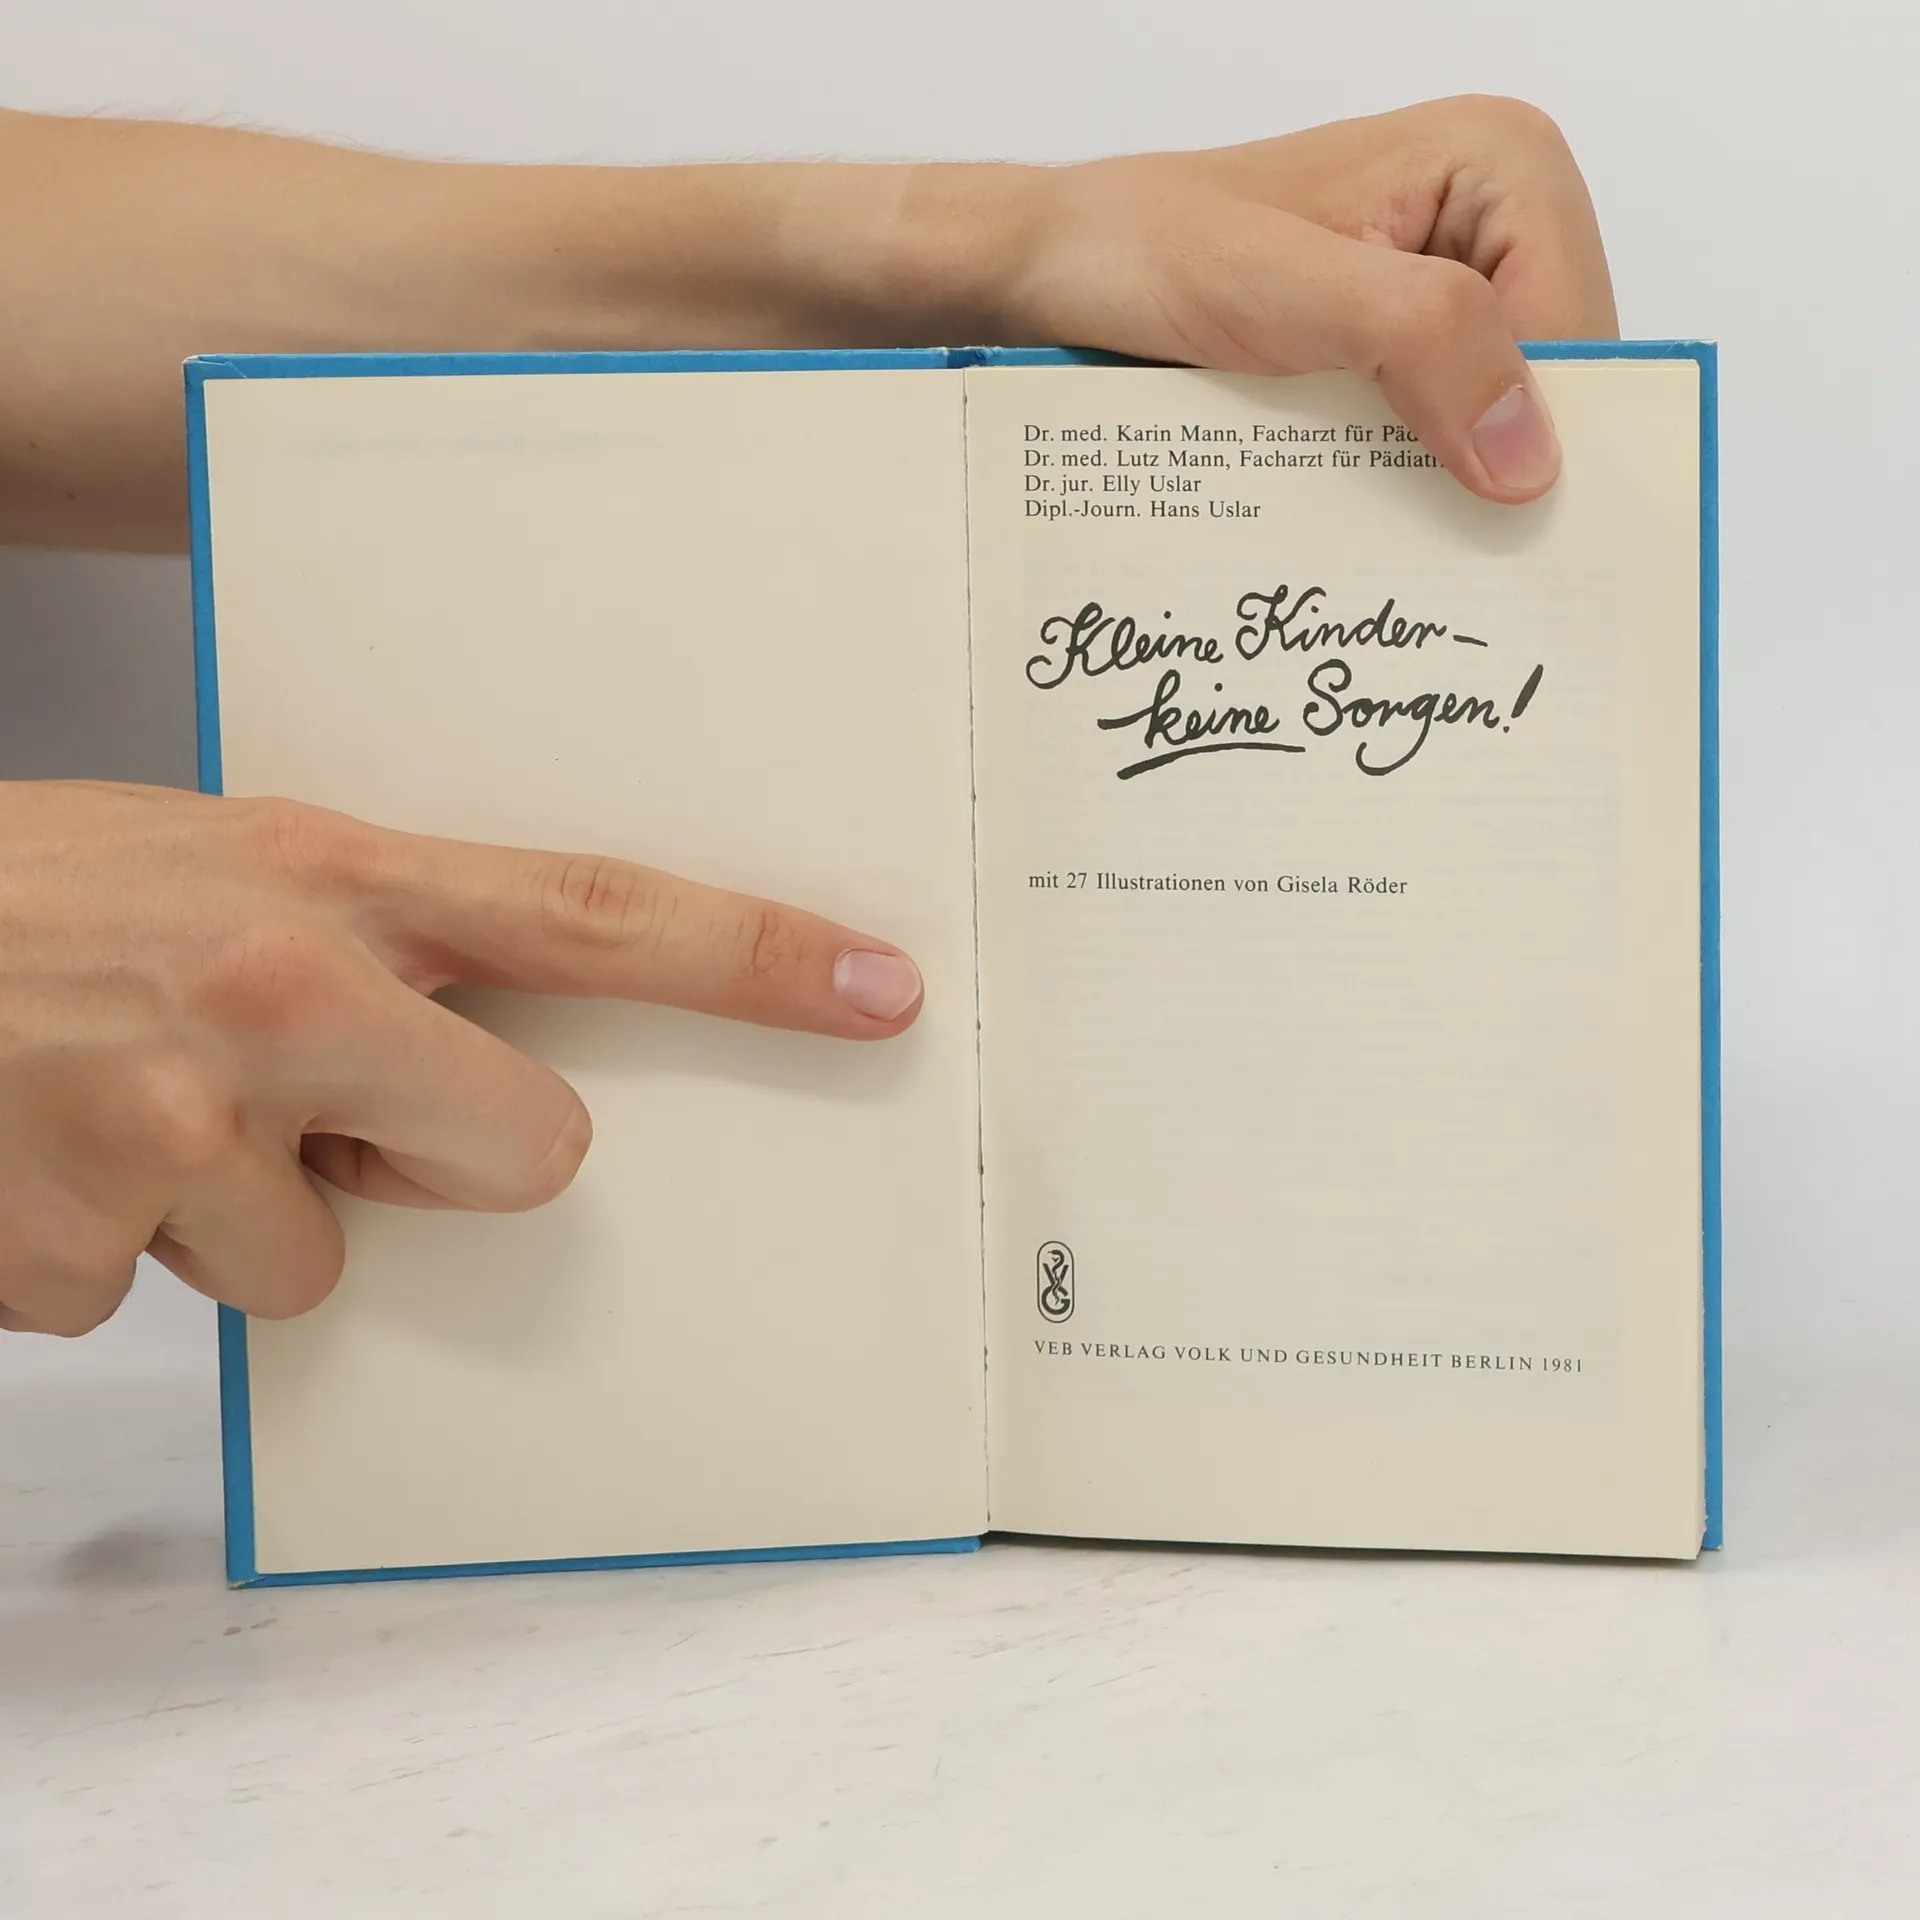 Dr. med. Karin Mann, Facharzt für
Dr. med. Lutz Mann, Facharzt für
Dr. jur. Elly Uslar
Dipl.-Journ. Hans Uslar
Kleine Kinder –
keine Sorgen!
mit 27 Illustrationen von Gisela Röder
VG
VEB VERLAG VOLK UND GESUNDHEIT BERLIN 1981